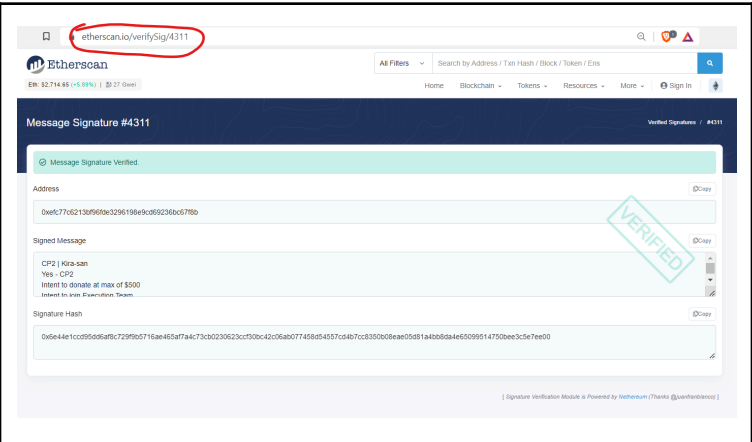 etherscan.io/verifySig/4311
Etherscan
All Filters
Search by Address / Txn Hash / Block / Token / Ens
Eth: $2,714.65 (+5.89%) | 27 Gwei
Home Blockchain Tokens Resources More Sign In
Message Signature #4311
Verified Signatures / #4311
Message Signature Verified.
Address
Copy
0xefc77c6213bf96fde3296198e9cd69236bc67f8b
VERIFIED
Signed Message
Copy
CP2 | Kira-san
Yes - CP2
Intent to donate at max of $500
Intent to join Execution Team
Signature Hash
Copy
0x6e44e1ccd95dd6af8c729f9b5716ae465af7a4c73cb0230623ccf30bc42c06ab077458d54557cd4b7cc8350b08eae05d81a4bb8da4e65099514750bee3c5e7ee00
[ Signature Verification Module is Powered by Nethereum (Thanks @juanfranblanco) ]